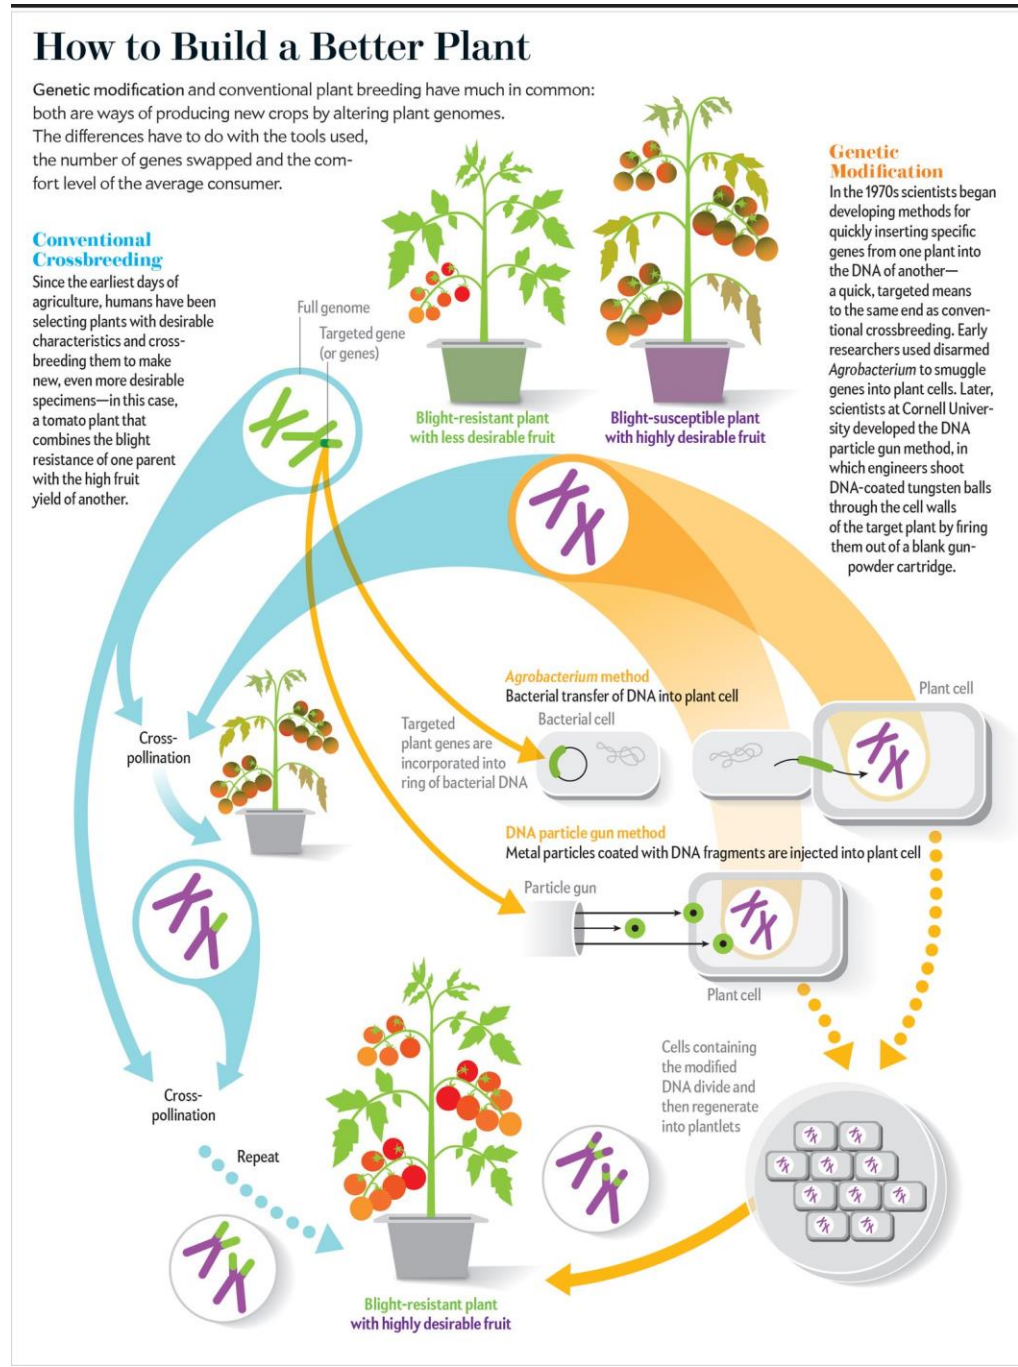 How to Build a Better Plant
Genetic modification and conventional plant breeding have much in common:
both are ways of producing new crops by altering plant genomes.
The differences have to do with the tools used,
the number of genes swapped and the com-
fort level of the average consumer.
Conventional
Crossbreeding
Since the earliest days of
agriculture, humans have been
selecting plants with desirable
characteristics and cross-
breeding them to make
new, even more desirable
specimens—in this case,
a tomato plant that
combines the blight
resistance of one parent
with the high fruit
yield of another.
Full genome
Targeted gene
(or genes)
Blight-resistant plant
with less desirable fruit
Blight-susceptible plant
with highly desirable fruit
Genetic
Modification
In the 1970s scientists began
developing methods for
quickly inserting specific
genes from one plant into
the DNA of another—
a quick, targeted means
to the same end as conven-
tional crossbreeding. Early
researchers used disarmed
Agrobacterium to smuggle
genes into plant cells. Later,
scientists at Cornell Univer-
sity developed the DNA
particle gun method, in
which engineers shoot
DNA-coated tungsten balls
through the cell walls
of the target plant by firing
them out of a blank gun-
powder cartridge.
Cross-
pollination
Agrobacterium method
Bacterial transfer of DNA into plant cell
Targeted
plant genes are
incorporated into
ring of bacterial DNA
Bacterial cell
Plant cell
DNA particle gun method
Metal particles coated with DNA fragments are injected into plant cell
Particle gun
Plant cell
Cells containing
the modified
DNA divide and
then regenerate
into plantlets
Cross-
pollination
Repeat
Blight-resistant plant
with highly desirable fruit